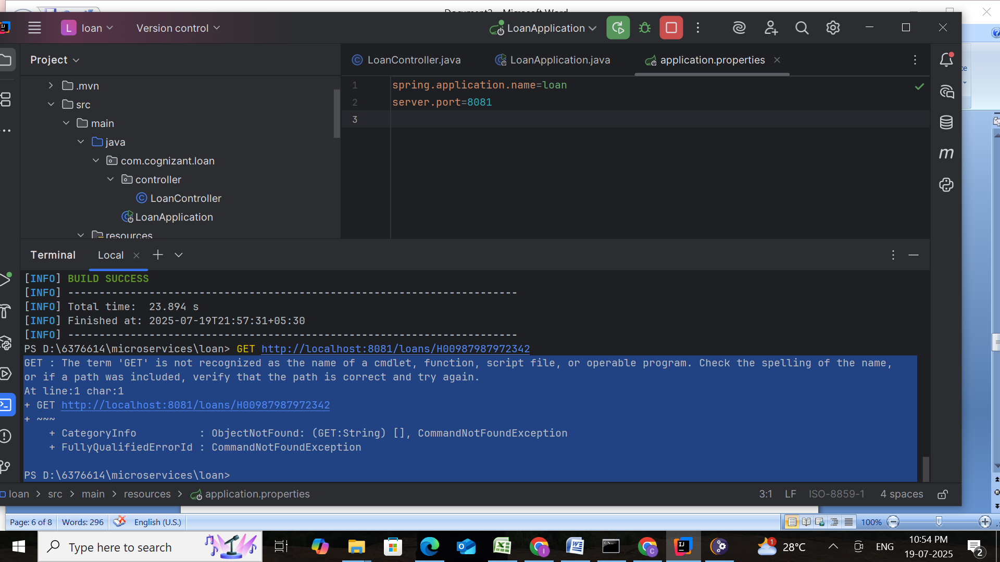 L loan
Version control
LoanApplication
Project
LoanController.java
LoanApplication.java
application.properties
.mvn
src
main
java
com.cognizant.loan
controller
LoanController
LoanApplication
resources
1 spring.application.name=loan
2 server.port=8081
3
Terminal
Local
[INFO] BUILD SUCCESS
[INFO] ------------------------------------------------------------------------
[INFO] Total time:  23.894 s
[INFO] Finished at: 2025-07-19T21:57:31+05:30
[INFO] ------------------------------------------------------------------------
PS D:\6376614\microservices\loan> GET http://localhost:8081/loans/H00987987972342
GET : The term 'GET' is not recognized as the name of a cmdlet, function, script file, or operable program. Check the spelling of the name,
or if a path was included, verify that the path is correct and try again.
At line:1 char:1
+ GET http://localhost:8081/loans/H00987987972342
+ ~~~
    + CategoryInfo          : ObjectNotFound: (GET:String) [], CommandNotFoundException
    + FullyQualifiedErrorId : CommandNotFoundException
PS D:\6376614\microservices\loan>
loan > src > main > resources > application.properties
3:1 LF ISO-8859-1 4 spaces
Page: 6 of 8
Words: 296
English (U.S.)
100%
Type here to search
1
28°C
ENG
10:54 PM
19-07-2025
2